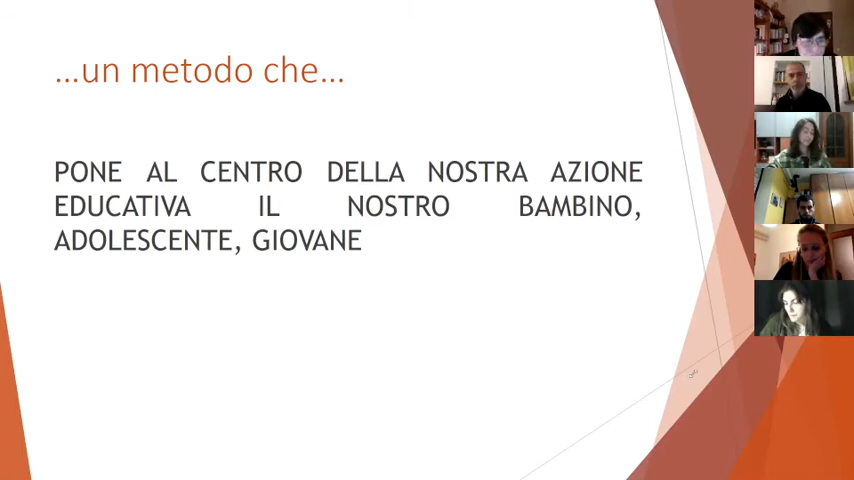 ...un metodo che...
PONE AL CENTRO DELLA NOSTRA AZIONE
EDUCATIVA IL NOSTRO BAMBINO,
ADOLESCENTE, GIOVANE